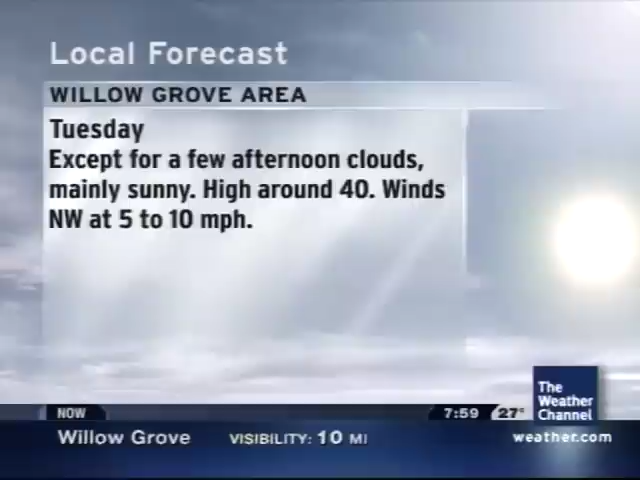 Local Forecast
WILLOW GROVE AREA
Tuesday
Except for a few afternoon clouds,
mainly sunny. High around 40. Winds
NW at 5 to 10 mph.
NOW
7:59 27°
The
Weather
Channel
Willow Grove VISIBILITY: 10 MI
weather.com